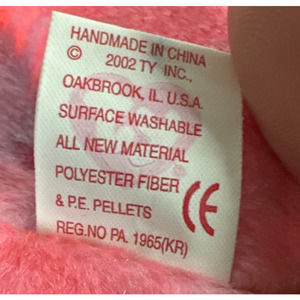 HANDMADE IN CHINA
© 2002 TY INC.,
OAKBROOK, IL. U.S.A.
SURFACE WASHABLE
ALL NEW MATERIAL
POLYESTER FIBER
& P.E. PELLETS CE
REG.NO PA. 1965(KR)